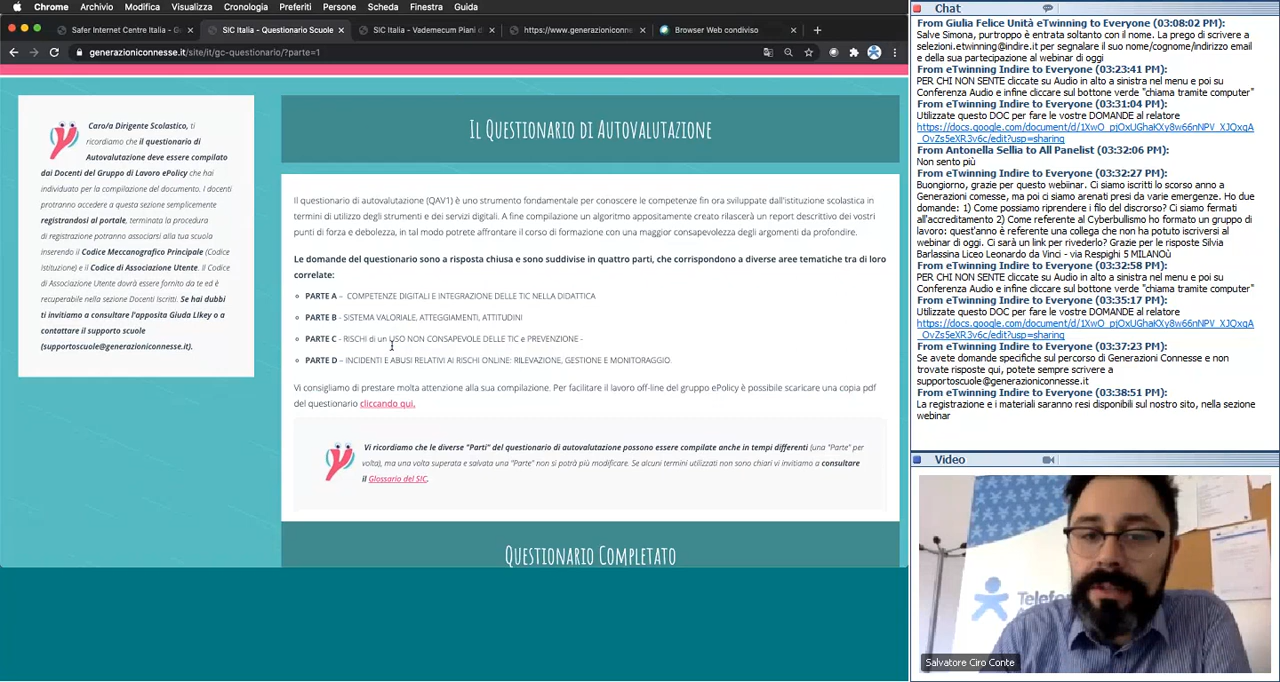 Chrome Archivio Modifica Visualizza Cronologia Preferiti Persone Scheda Finestra Guida
Safer Internet Centre Italia - G
SIC Italia - Questionario Scuole
SIC Italia - Vademecum Piani d
https://www.generazioniconness
Browser Web condiviso
generazioniconnesse.it/site/it/gc-questionario/?parte=1
Caro/a Dirigente Scolastico, ti
ricordiamo che il questionario di
Autovalutazione deve essere compilato
dai Docenti del Gruppo di Lavoro ePolicy che hai
individuato per la compilazione del documento. I docenti
potranno accedere a questa sezione semplicemente
registrandosi al portale, terminata la procedura
di registrazione potranno associarsi alla tua scuola
inserendo il Codice Meccanografico Principale (Codice
Istituzione) e il Codice di Associazione Utente. Il Codice
di Associazione Utente dovrà essere fornito da te ed è
recuperabile nella sezione Docenti Iscritti. Se hai dubbi
ti invitiamo a consultare l'apposita Giuda LIkey o a
contattare il supporto scuole
(supportoscuole@generazioniconnesse.it).
Il Questionario di Autovalutazione
Il questionario di autovalutazione (QAV1) è uno strumento fondamentale per conoscere le competenze fin ora sviluppate dall'istituzione scolastica in
termini di utilizzo degli strumenti e dei servizi digitali. A fine compilazione un algoritmo appositamente creato rilascerà un report descrittivo dei vostri
punti di forza e debolezza, in tal modo potrete affrontare il corso di formazione con una maggior consapevolezza degli argomenti da profondire.
Le domande del questionario sono a risposta chiusa e sono suddivise in quattro parti, che corrispondono a diverse aree tematiche tra di loro
correlate:
PARTE A – COMPETENZE DIGITALI E INTEGRAZIONE DELLE TIC NELLA DIDATTICA
PARTE B - SISTEMA VALORIALE, ATTEGGIAMENTI, ATTITUDINI
PARTE C - RISCHI di un USO NON CONSAPEVOLE DELLE TIC e PREVENZIONE -
PARTE D – INCIDENTI E ABUSI RELATIVI AI RISCHI ONLINE: RILEVAZIONE, GESTIONE E MONITORAGGIO.
Vi consigliamo di prestare molta attenzione alla sua compilazione. Per facilitare il lavoro off-line del gruppo ePolicy è possibile scaricare una copia pdf
del questionario cliccando qui.
Vi ricordiamo che le diverse "Parti" del questionario di autovalutazione possono essere compilate anche in tempi differenti (una "Parte" per
volta), ma una volta superata e salvata una "Parte" non si potrà più modificare. Se alcuni termini utilizzati non sono chiari vi invitiamo a consultare
il Glossario del SIC.
Questionario Completato
Chat
From Giulia Felice Unità eTwinning to Everyone (03:08:02 PM):
Salve Simona, purtroppo è entrata soltanto con il nome. La prego di scrivere a
selezioni.etwinning@indire.it per segnalare il suo nome/cognome/indirizzo email
e della sua partecipazione al webinar di oggi
From eTwinning Indire to Everyone (03:23:41 PM):
PER CHI NON SENTE cliccate su Audio in alto a sinistra nel menu e poi su
Conferenza Audio e infine cliccare sul bottone verde "chiama tramite computer"
From eTwinning Indire to Everyone (03:31:04 PM):
Utilizzate questo DOC per fare le vostre DOMANDE al relatore
https://docs.google.com/document/d/1XwO_pjOxUGhaKXy8w66nNPV_XJQxqA
_OvZs5eXR3v6c/edit?usp=sharing
From Antonella Sellia to All Panelist (03:32:06 PM):
Non sento più
From eTwinning Indire to Everyone (03:32:27 PM):
Buongiorno, grazie per questo webiinar. Ci siamo iscritti lo scorso anno a
Generazioni comesse, ma poi ci siamo arenati presi da varie emergenze. Ho due
domande: 1) Come possiamo riprendere i filo del discorso? Ci siamo fermati
all'accreditamento 2) Come referente al Cyberbullismo ho formato un gruppo di
lavoro: quest'anno è referente una collega che non ha potuto iscriversi al
webinar di oggi. Ci sarà un link per rivederlo? Grazie per le risposte Silvia
Barlassina Liceo Leonardo da Vinci - via Respighi 5 MILANOù
From eTwinning Indire to Everyone (03:32:58 PM):
PER CHI NON SENTE cliccate su Audio in alto a sinistra nel menu e poi su
Conferenza Audio e infine cliccare sul bottone verde "chiama tramite computer"
From eTwinning Indire to Everyone (03:35:17 PM):
Utilizzate questo DOC per fare le vostre DOMANDE al relatore
https://docs.google.com/document/d/1XwO_pjOxUGhaKXy8w66nNPV_XJQxqA
_OvZs5eXR3v6c/edit?usp=sharing
From eTwinning Indire to Everyone (03:37:23 PM):
Se avete domande specifiche sul percorso di Generazioni Connesse e non
trovate risposte qui, potete sempre scrivere a
supportoscuole@generazioniconnesse.it
From eTwinning Indire to Everyone (03:38:51 PM):
La registrazione e i materiali saranno resi disponibili sul nostro sito, nella sezione
webinar
Video
Telefo
A
Salvatore Ciro Conte